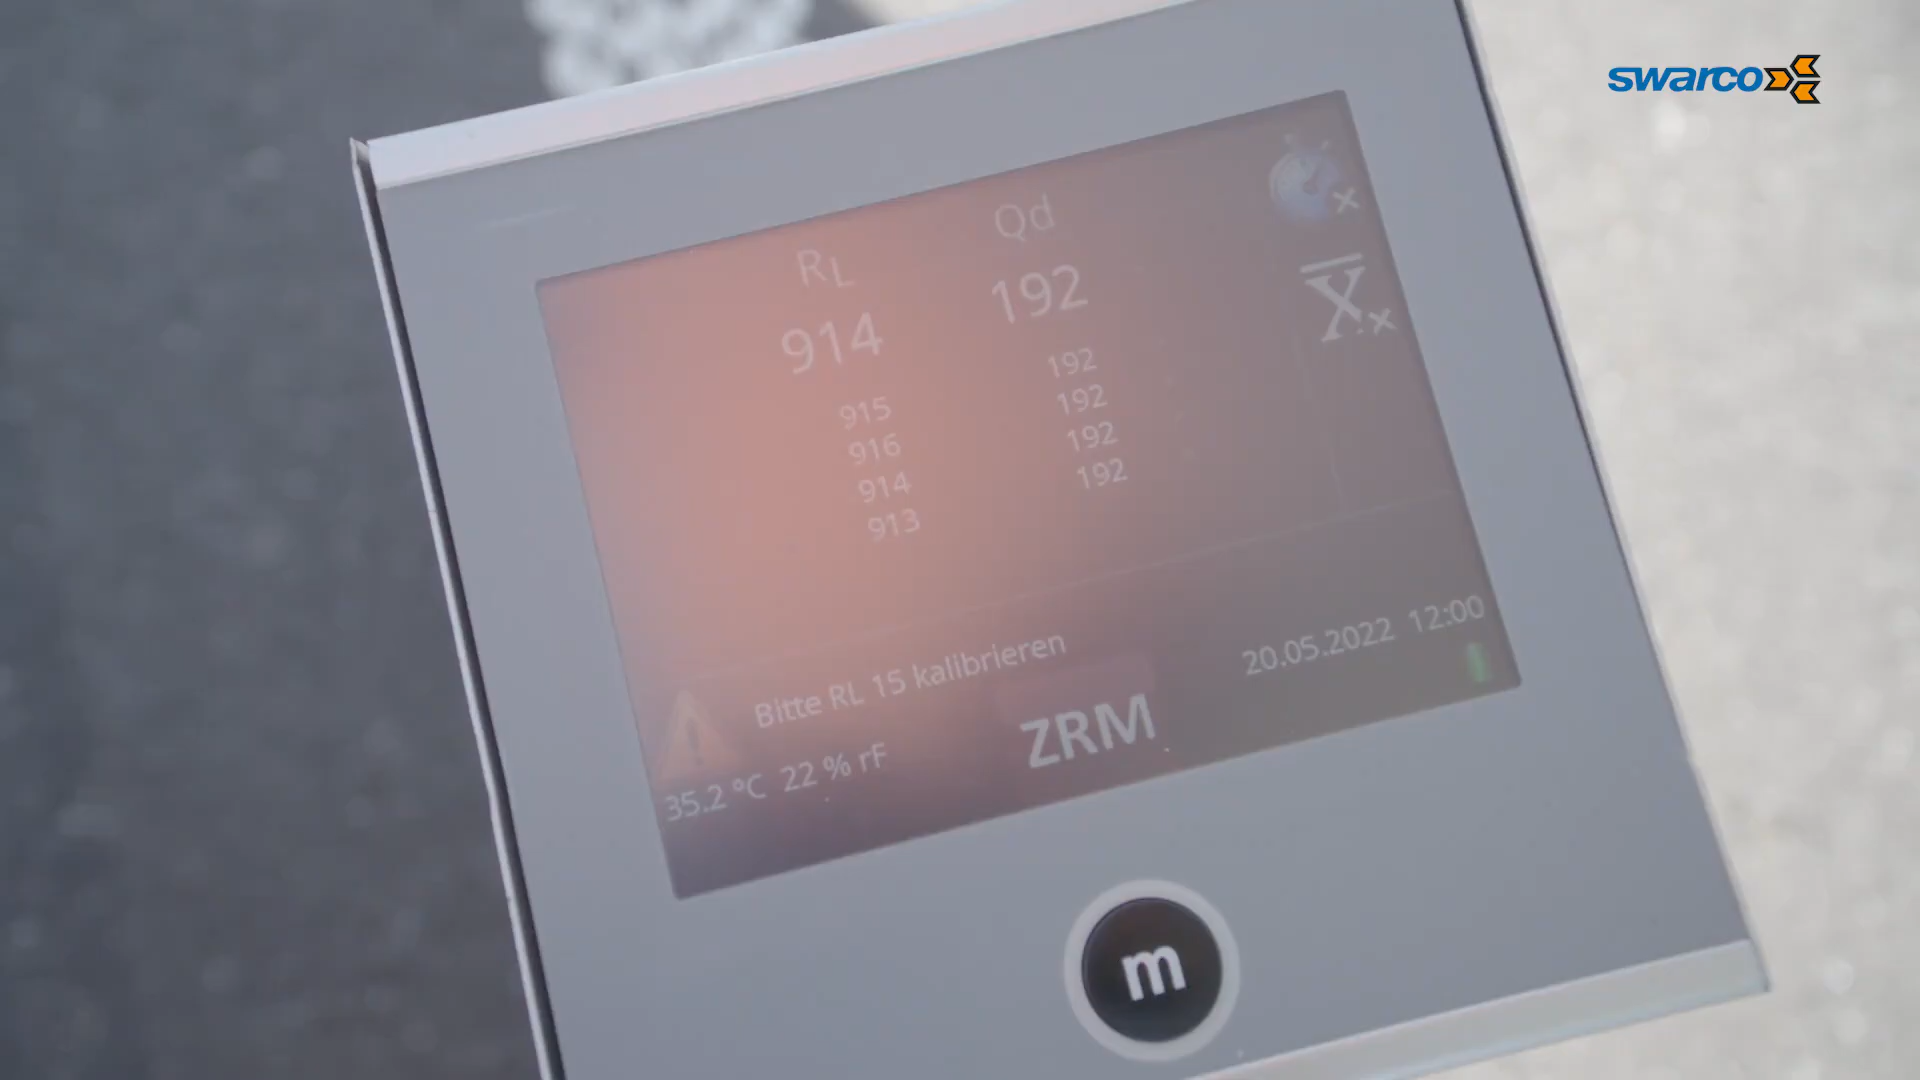 swarco
RL Qd
914 192
915 192
916 192
914 192
913 192
X
Bitte RL 15 kalibrieren
20.05.2022 12:00
35.2 °C 22 % rF
ZRM
m